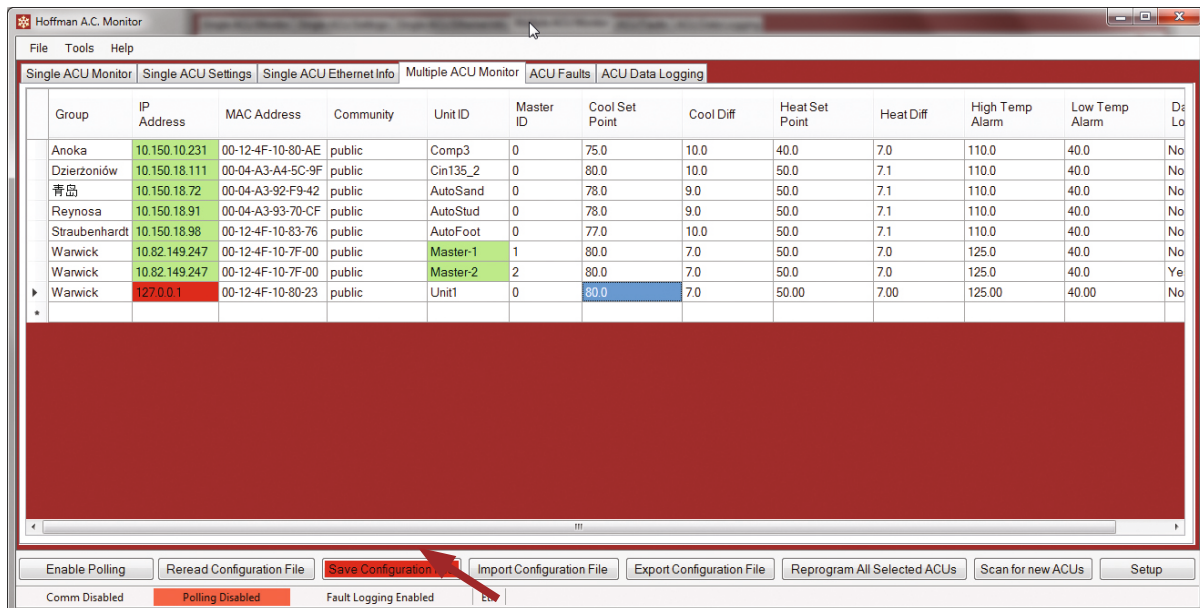 Hoffman A.C. Monitor
File Tools Help
Single ACU Monitor Single ACU Settings Single ACU Ethernet Info Multiple ACU Monitor ACU Faults ACU Data Logging
Group IP Address MAC Address Community Unit ID Master ID Cool Set Point Cool Diff Heat Set Point Heat Diff High Temp Alarm Low Temp Alarm Da Lo
Anoka 10.150.10.231 00-12-4F-10-80-AE public Comp3 0 75.0 10.0 40.0 7.0 110.0 40.0 No
Dzierżoniów 10.150.18.111 00-04-A3-A4-5C-9F public Cin135_2 0 80.0 10.0 50.0 7.1 110.0 40.0 No
青岛 10.150.18.72 00-04-A3-92-F9-42 public AutoSand 0 78.0 9.0 50.0 7.1 110.0 40.0 No
Reynosa 10.150.18.91 00-04-A3-93-70-CF public AutoStud 0 78.0 9.0 50.0 7.1 110.0 40.0 No
Straubenhardt 10.150.18.98 00-12-4F-10-83-76 public AutoFoot 0 77.0 10.0 50.0 7.1 110.0 40.0 No
Warwick 10.82.149.247 00-12-4F-10-7F-00 public Master-1 1 80.0 7.0 50.0 7.0 125.0 40.0 No
Warwick 10.82.149.247 00-12-4F-10-7F-00 public Master-2 2 80.0 7.0 50.0 7.0 125.0 40.0 Ye
Warwick 127.0.0.1 00-12-4F-10-80-23 public Unit1 0 80.0 7.0 50.00 7.00 125.00 40.00 No
Enable Polling Reread Configuration File Save Configuration Import Configuration File Export Configuration File Reprogram All Selected ACUs Scan for new ACUs Setup
Comm Disabled Polling Disabled Fault Logging Enabled